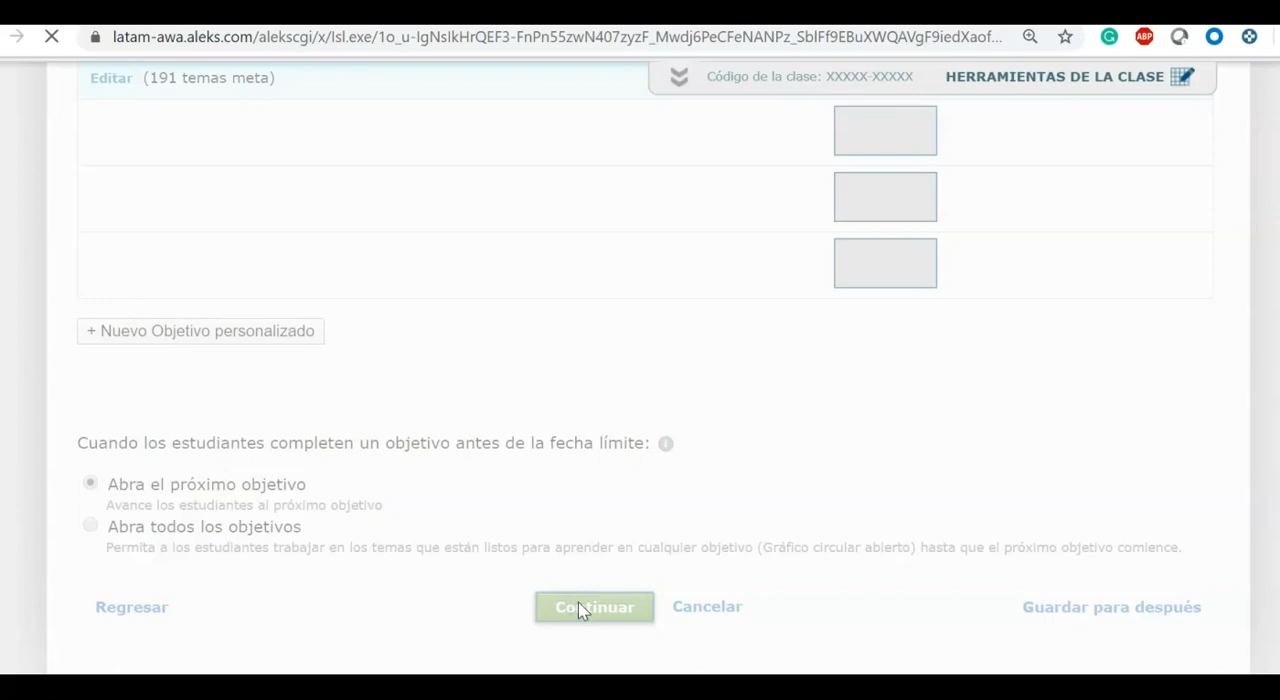 latam-awa.aleks.com/alekscgi/x/Isl.exe/1o_u-IgNsIkHrQEF3-FnPn55zwN407zyzF_Mwdj6PeCFeNANPz_SbIFf9EBuXWQAVgF9iedXaof...
ABP
Editar (191 temas meta)
Código de la clase: XXXXX-XXXXX HERRAMIENTAS DE LA CLASE
+ Nuevo Objetivo personalizado
Cuando los estudiantes completen un objetivo antes de la fecha límite:
Abra el próximo objetivo
Avance los estudiantes al próximo objetivo
Abra todos los objetivos
Permita a los estudiantes trabajar en los temas que están listos para aprender en cualquier objetivo (Gráfico circular abierto) hasta que el próximo objetivo comience.
Regresar Continuar Cancelar Guardar para después